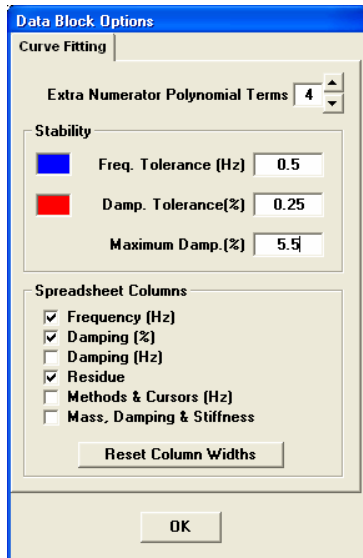 Data Block Options
Curve Fitting
Extra Numerator Polynomial Terms 4
Stability
Freq. Tolerance (Hz) 0.5
Damp. Tolerance(%) 0.25
Maximum Damp.(%) 5.5
Spreadsheet Columns
Frequency (Hz)
Damping (%)
Damping (Hz)
Residue
Methods & Cursors (Hz)
Mass, Damping & Stiffness
Reset Column Widths
OK